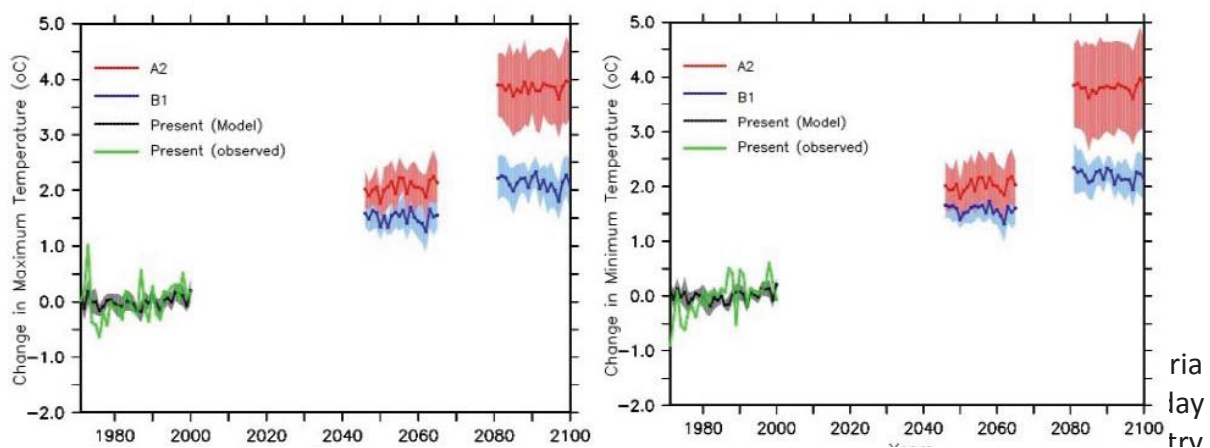 5.0
4.0
3.0
2.0
1.0
0.0
−1.0
−2.0
Change in Maximum Temperature (oC)
A2
B1
Present (Model)
Present (observed)
1980 2000 2020 2040 2060 2080 2100
5.0
4.0
3.0
2.0
1.0
0.0
−1.0
−2.0
Change in Minimum Temperature (oC)
A2
B1
Present (Model)
Present (observed)
1980 2000 2020 2040 2060 2080 2100
ria